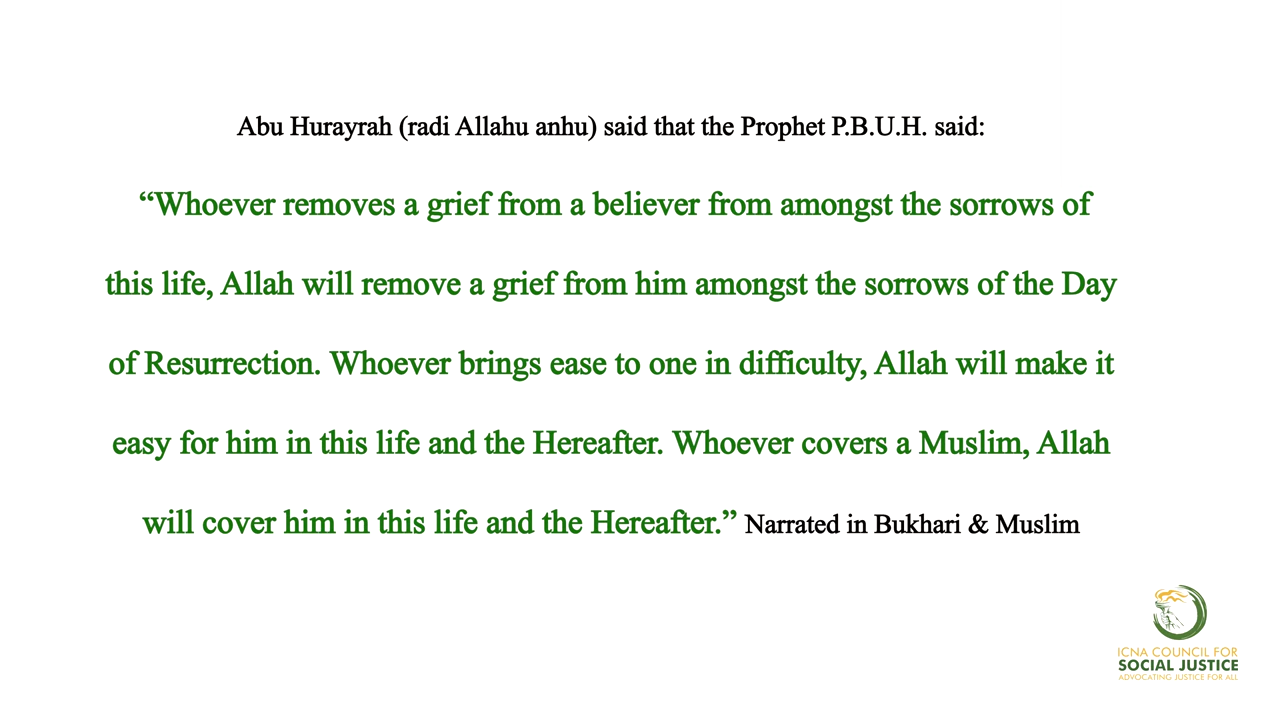 Abu Hurayrah (radi Allahu anhu) said that the Prophet P.B.U.H. said:
“Whoever removes a grief from a believer from amongst the sorrows of
this life, Allah will remove a grief from him amongst the sorrows of the Day
of Resurrection. Whoever brings ease to one in difficulty, Allah will make it
easy for him in this life and the Hereafter. Whoever covers a Muslim, Allah
will cover him in this life and the Hereafter.” Narrated in Bukhari & Muslim
ICNA COUNCIL FOR
SOCIAL JUSTICE
ADVOCATING JUSTICE FOR ALL